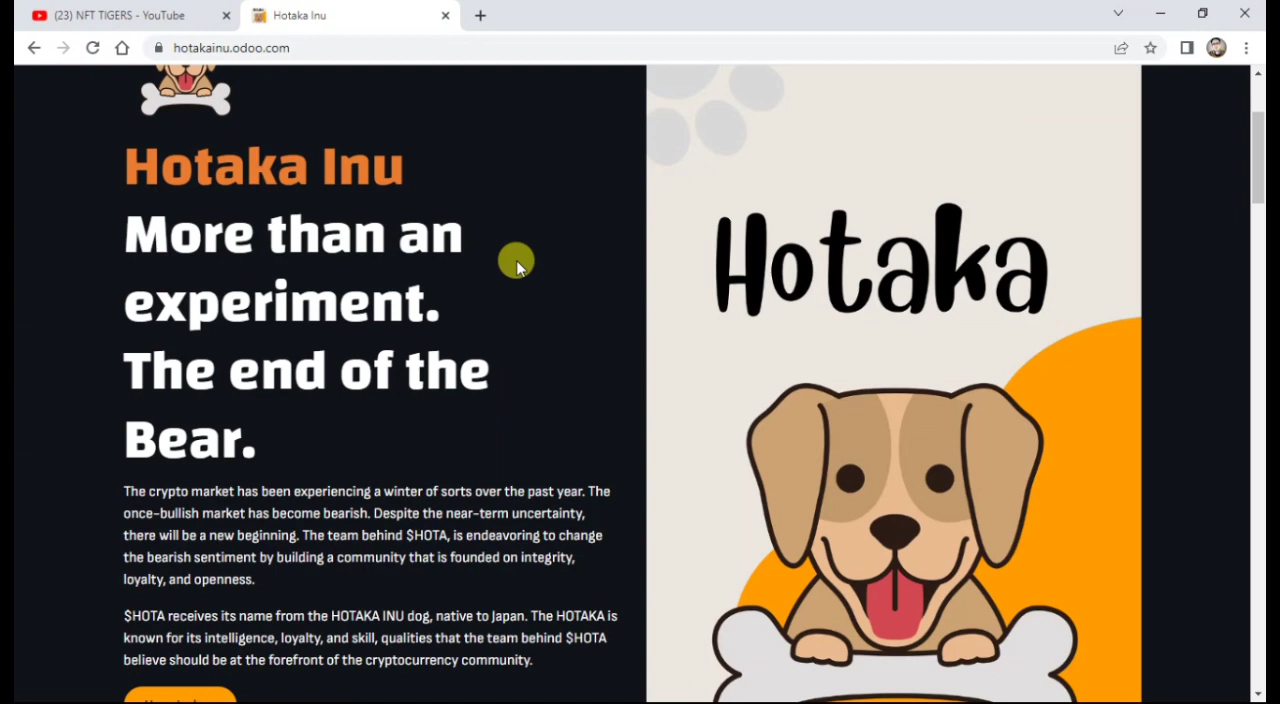 (23) NFT TIGERS - YouTube
Hotaka Inu
hotakainu.odoo.com
Hotaka Inu
More than an
experiment.
The end of the
Bear.
The crypto market has been experiencing a winter of sorts over the past year. The
once-bullish market has become bearish. Despite the near-term uncertainty,
there will be a new beginning. The team behind $HOTA, is endeavoring to change
the bearish sentiment by building a community that is founded on integrity,
loyalty, and openness.
$HOTA receives its name from the HOTAKA INU dog, native to Japan. The HOTAKA is
known for its intelligence, loyalty, and skill, qualities that the team behind $HOTA
believe should be at the forefront of the cryptocurrency community.
Hotaka